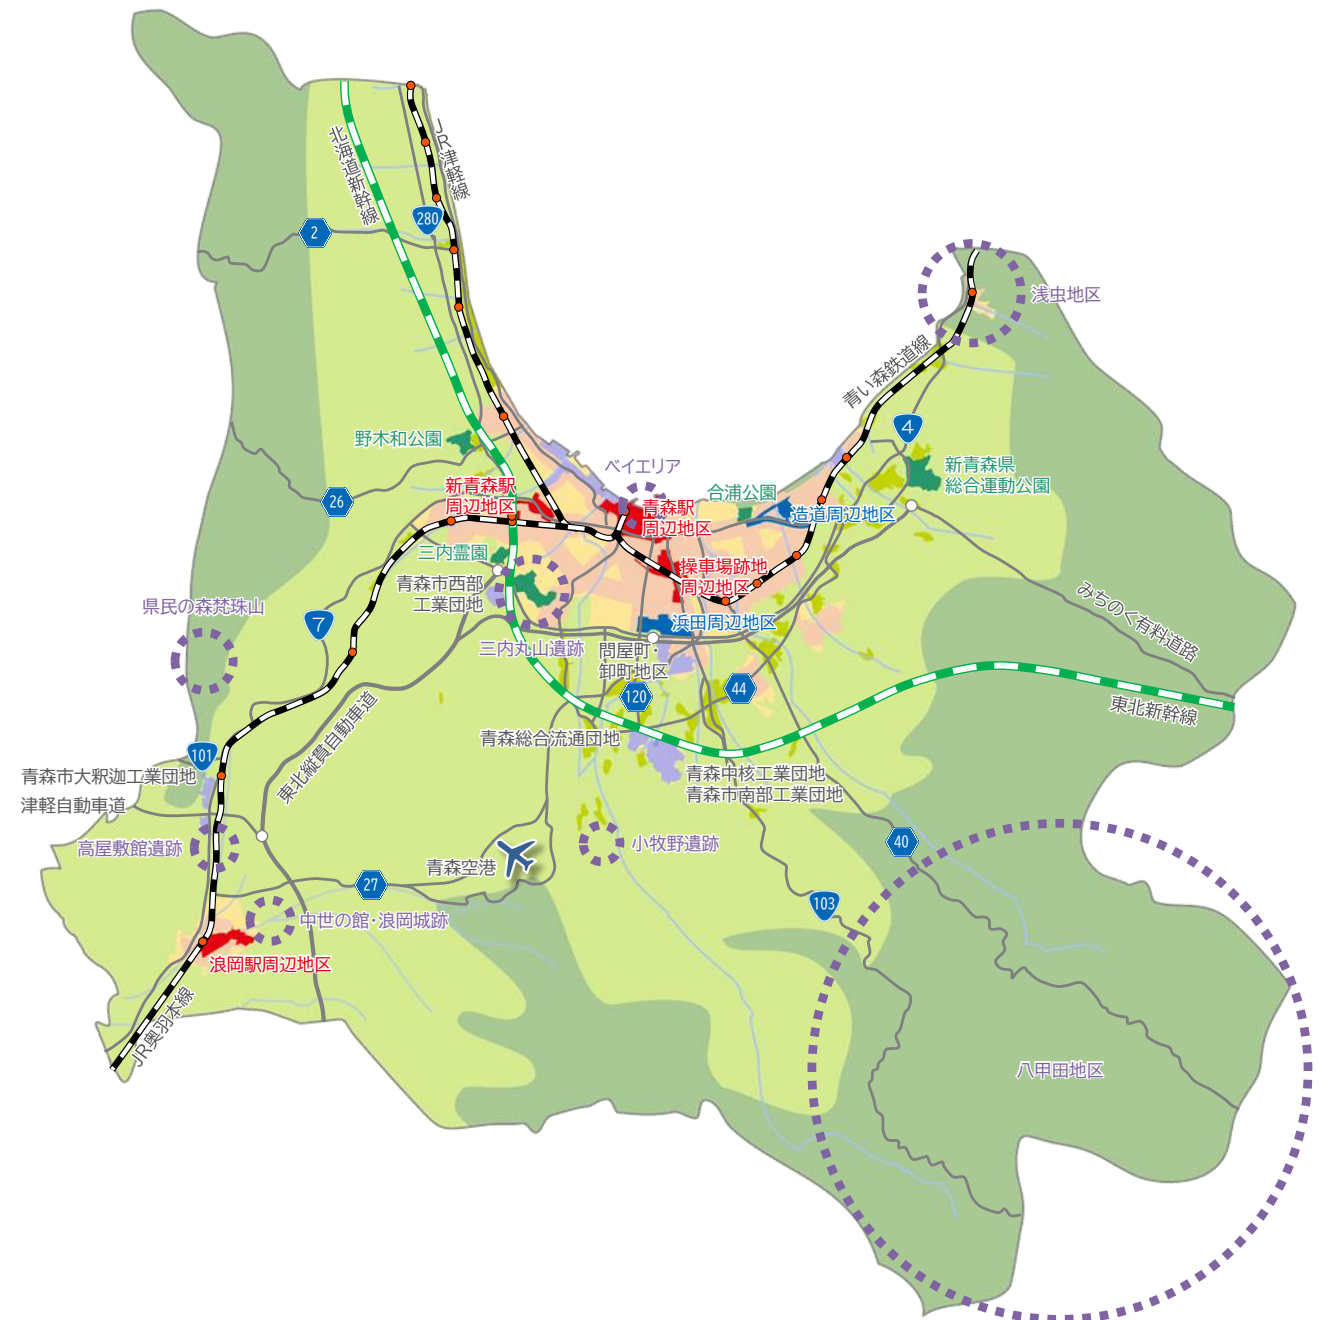 北海道新幹線
JR津軽線
280
2
浅虫地区
青い森鉄道線
4
野木和公園
ベイエリア
新青森県
総合運動公園
26
新青森駅
周辺地区
青森駅
周辺地区
合浦公園
造道周辺地区
三内霊園
操車場跡地
周辺地区
青森市西部
工業団地
県民の森梵珠山
7
浜田周辺地区
みちのく有料道路
三内丸山遺跡
問屋町・
卸町地区
120
44
東北新幹線
東北縦貫自動車道
青森総合流通団地
101
青森市大釈迦工業団地
津軽自動車道
青森中核工業団地
青森市南部工業団地
高屋敷館遺跡
小牧野遺跡
40
青森空港
27
103
中世の館・浪岡城跡
浪岡駅周辺地区
JR奥羽本線
八甲田地区